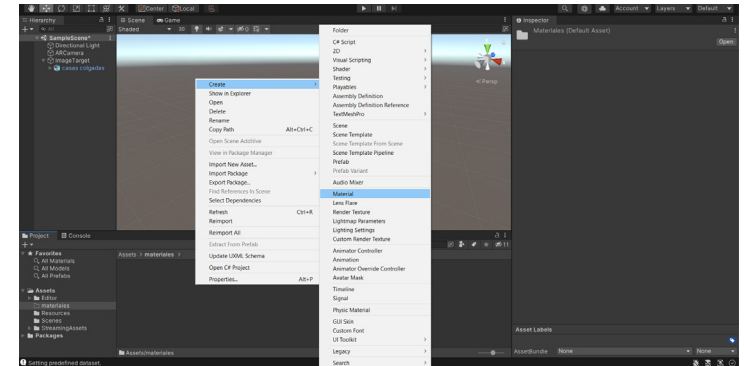 Center Local
Account Layers Default
Hierarchy Scene Game Inspector
All
Shaded 2D
SampleScene*
Directional Light
ARCamera
ImageTarget
cases colgadas
Persp
Materiales (Default Asset)
Open
Create
Show in Explorer
Open
Delete
Rename
Copy Path Alt+Ctrl+C
Open Scene Additive
View in Package Manager
Import New Asset...
Import Package
Export Package...
Find References In Scene
Select Dependencies
Refresh Ctrl+R
Reimport
Reimport All
Extract From Prefab
Update UXML Schema
Open C# Project
Properties... Alt+P
Folder
C# Script
2D
Visual Scripting
Shader
Testing
Playables
Assembly Definition
Assembly Definition Reference
TextMeshPro
Scene
Scene Template
Scene Template From Scene
Scene Template Pipeline
Prefab
Prefab Variant
Audio Mixer
Material
Lens Flare
Render Texture
Lightmap Parameters
Lighting Settings
Custom Render Texture
Animator Controller
Animation
Animator Override Controller
Avatar Mask
Timeline
Signal
Physic Material
GUI Skin
Custom Font
UI Toolkit
Legacy
Search
Project Console
11
Favorites
All Materials
All Models
All Prefabs
Assets
Editor
materiales
Resources
Scenes
StreamingAssets
Packages
Assets > materiales
Assets/materiales
Asset Labels
AssetBundle None None
Setting predefined dataset.